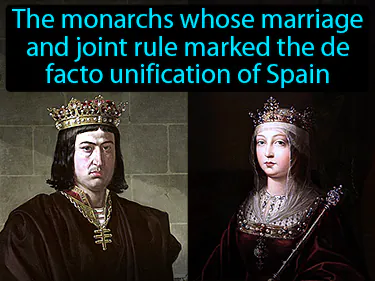 The monarchs whose marriage
and joint rule marked the de
facto unification of Spain